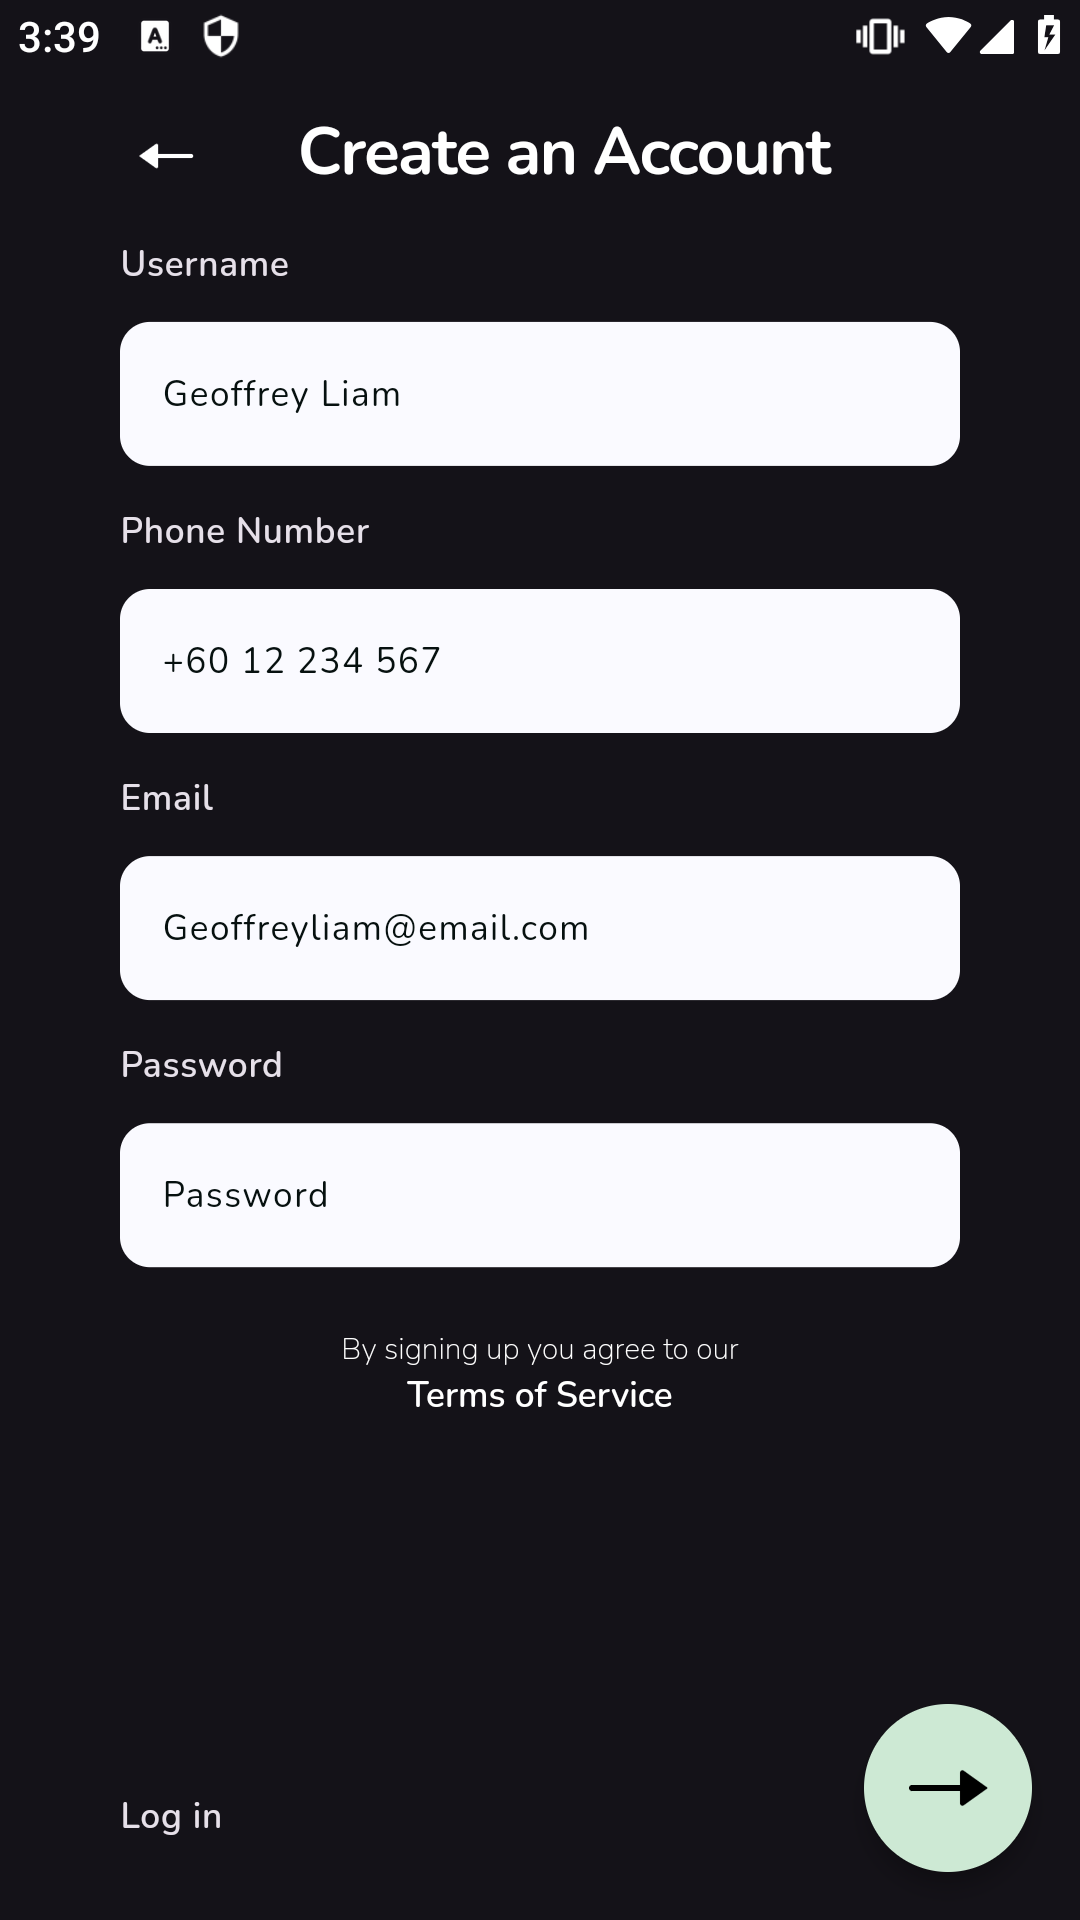 3:39
Create an Account
Username
Geoffrey Liam
Phone Number
+60 12 234 567
Email
Geoffreyliam@email.com
Password
Password
By signing up you agree to our
Terms of Service
Log in